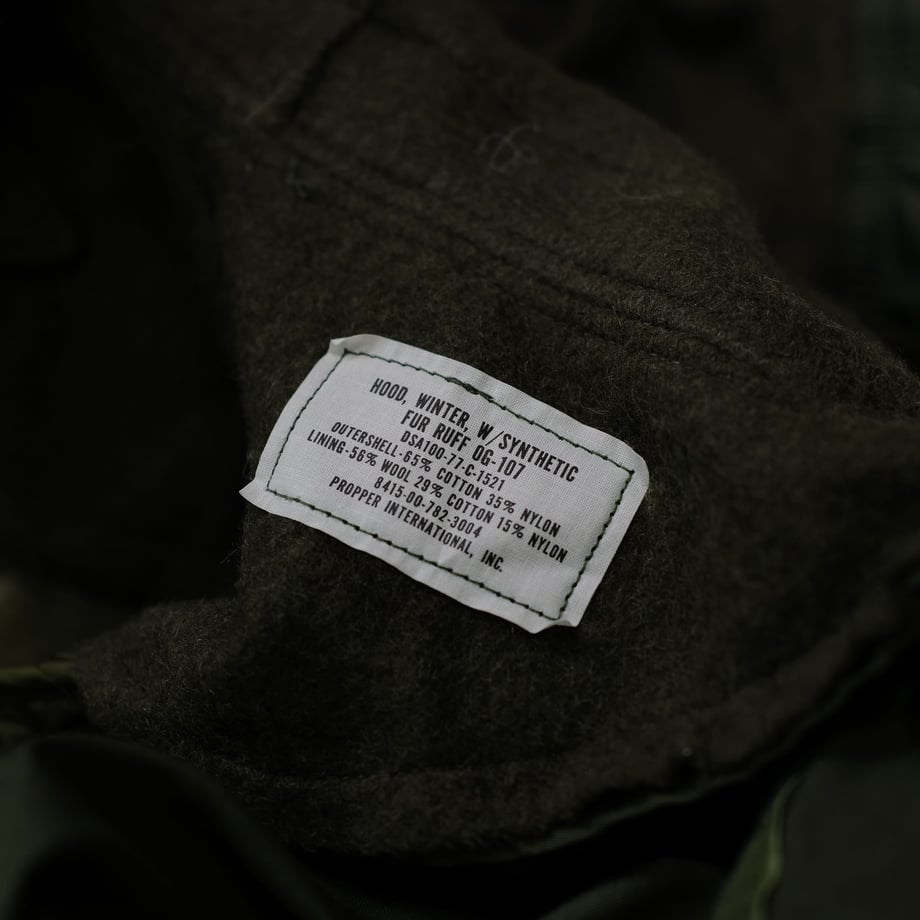 HOOD, WINTER, W/SYNTHETIC
FUR RUFF OG-107
DSA100-77-C-1521
OUTERSHELL-65% COTTON 35% NYLON
LINING-56% WOOL 29% COTTON 15% NYLON
8415-00-782-3004
PROPPER INTERNATIONAL, INC.